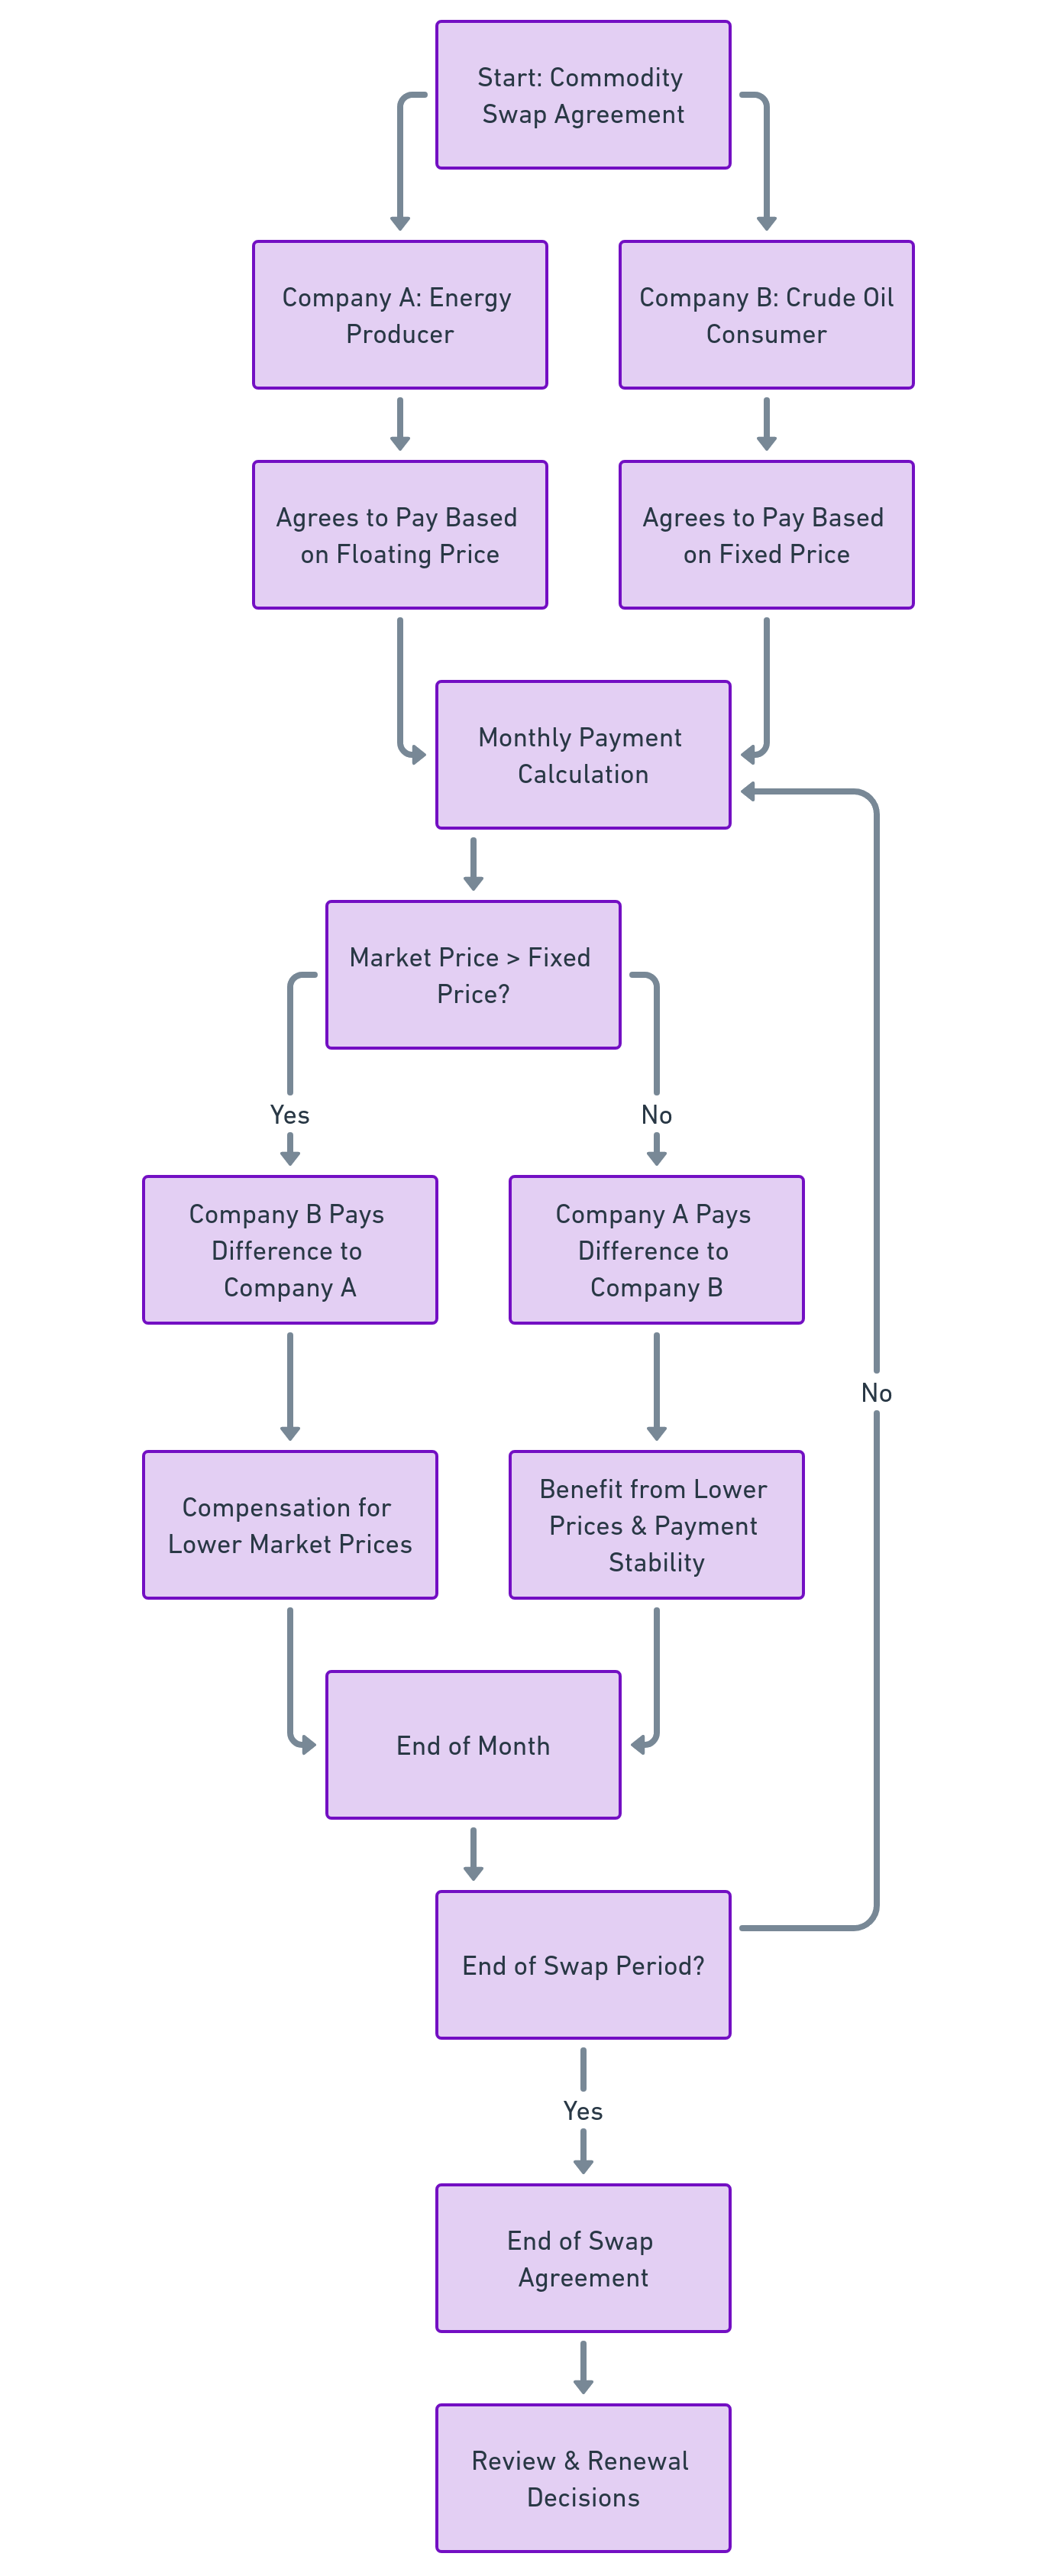 Start: Commodity
Swap Agreement
Company A: Energy
Producer
Company B: Crude Oil
Consumer
Agrees to Pay Based
on Floating Price
Agrees to Pay Based
on Fixed Price
Monthly Payment
Calculation
Market Price > Fixed
Price?
Yes
No
Company B Pays
Difference to
Company A
Company A Pays
Difference to
Company B
No
Compensation for
Lower Market Prices
Benefit from Lower
Prices & Payment
Stability
End of Month
End of Swap Period?
Yes
End of Swap
Agreement
Review & Renewal
Decisions